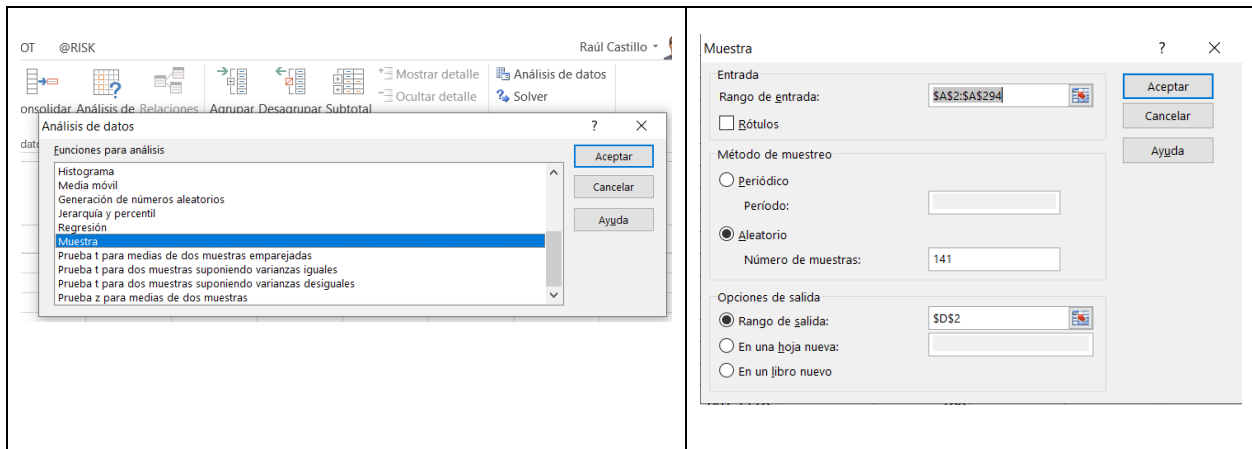 OT @RISK Raúl Castillo
Mostrar detalle Análisis de datos
Ocultar detalle Solver
onsolidar Análisis de Relaciones Agrupar Desagrupar Subtotal
dato
Análisis de datos ? ×
Funciones para análisis
Histograma
Media móvil
Generación de números aleatorios
Jerarquía y percentil
Regresión
Muestra
Prueba t para medias de dos muestras emparejadas
Prueba t para dos muestras suponiendo varianzas iguales
Prueba t para dos muestras suponiendo varianzas desiguales
Prueba z para medias de dos muestras
Aceptar
Cancelar
Ayuda
Muestra ? ×
Entrada
Rango de entrada: $A$2:$A$294
Rótulos
Método de muestreo
Periódico
Período:
Aleatorio
Número de muestras: 141
Opciones de salida
Rango de salida: $D$2
En una hoja nueva:
En un libro nuevo
Aceptar
Cancelar
Ayuda